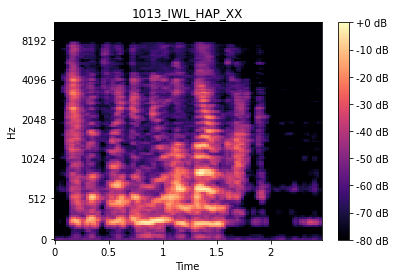 1013_IWL_HAP_XX
+0 dB
8192
-10 dB
4096
-20 dB
-30 dB
2048
Hz
-40 dB
1024
-50 dB
512
-60 dB
-70 dB
0
-80 dB
0 0.5 1 1.5 2
Time